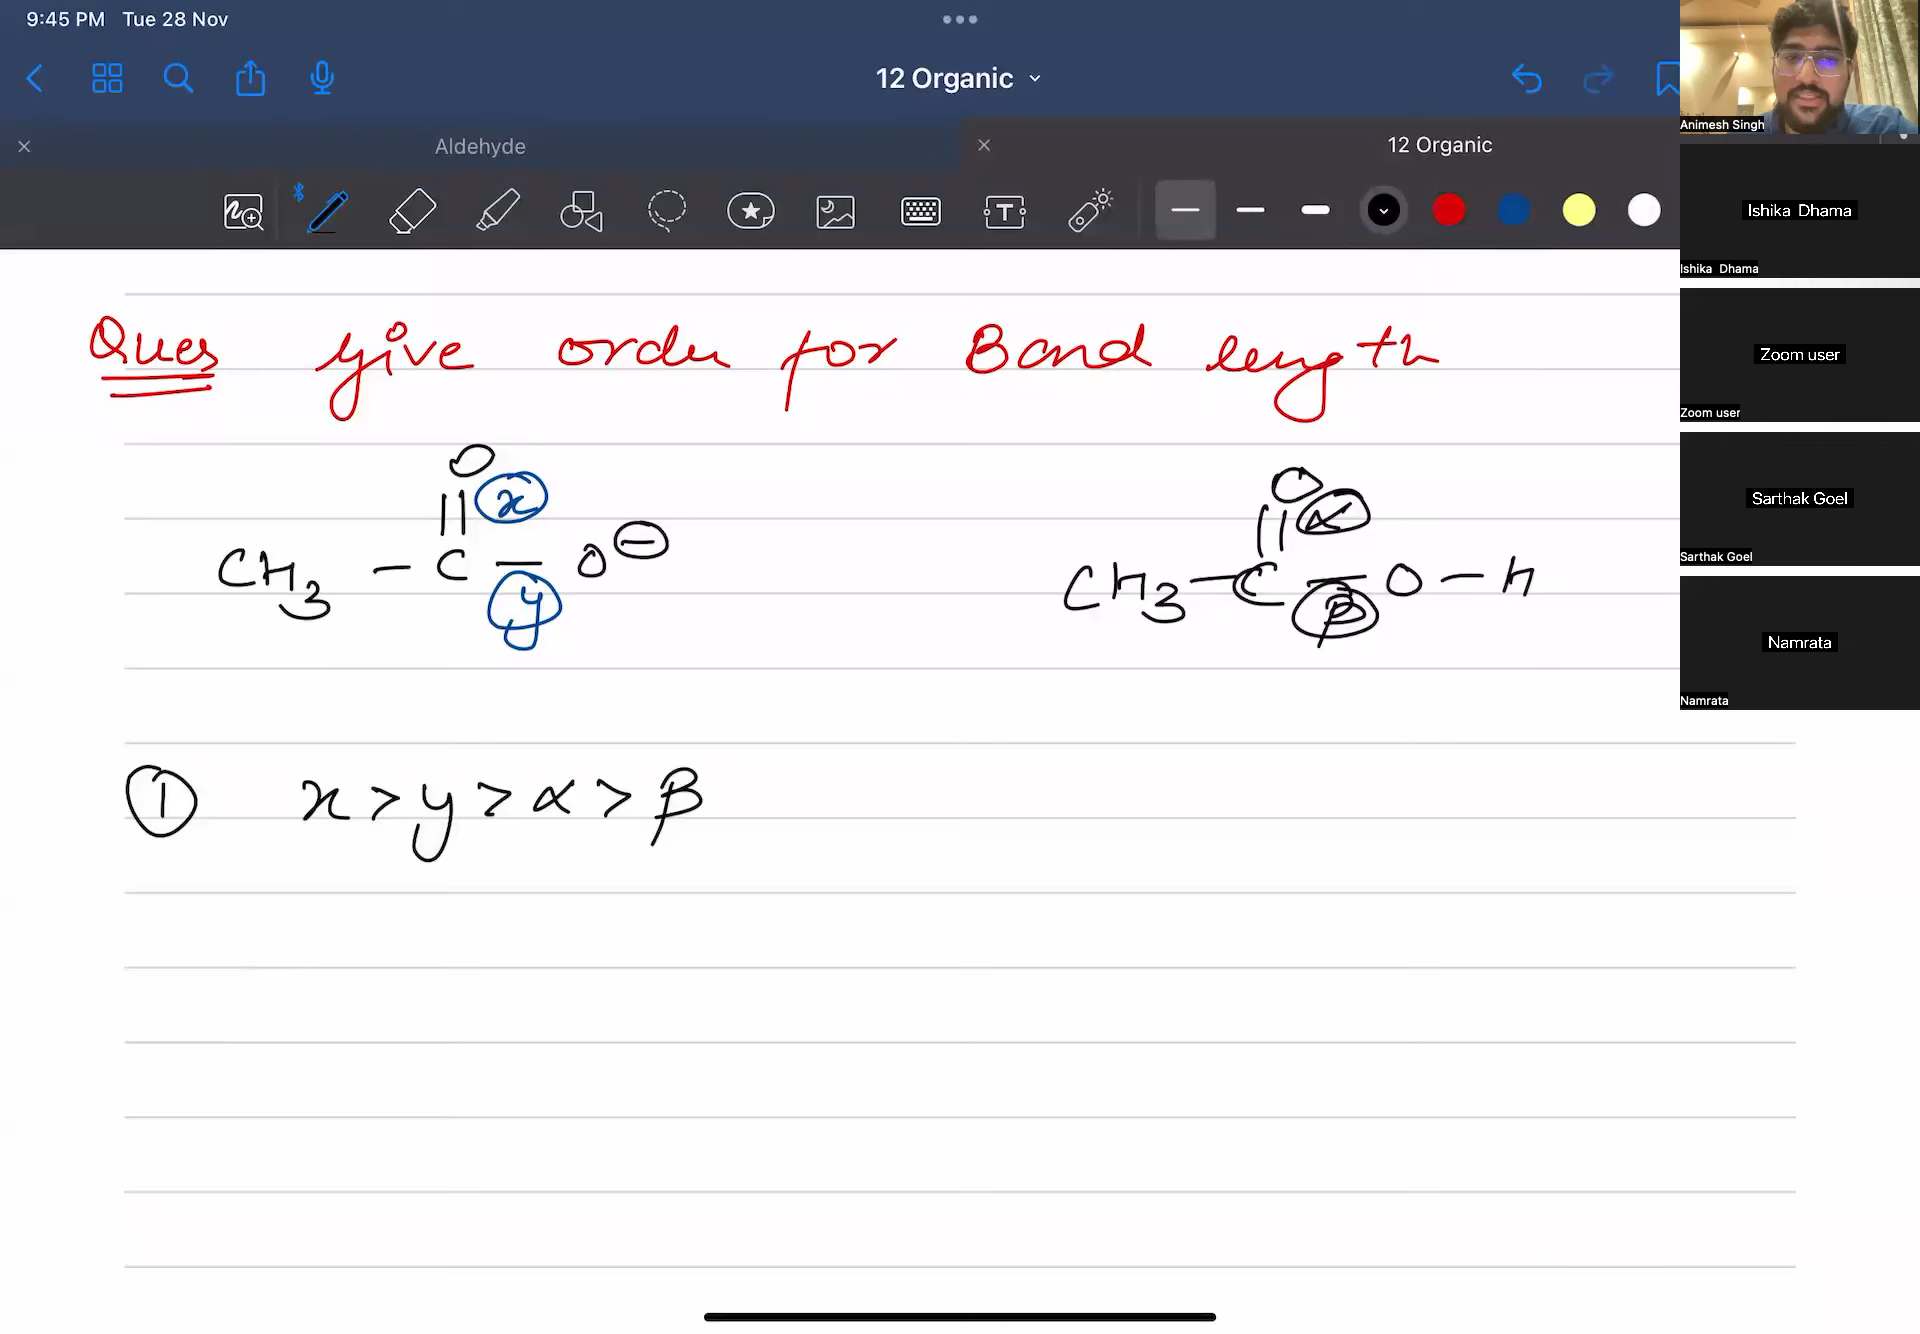 9:45 PM Tue 28 Nov
12 Organic
Aldehyde
12 Organic
T
Animesh Singh
Ishika Dhama
Ishika Dhama
Zoom user
Zoom user
Sarthak Goel
Sarthak Goel
Namrata
Namrata
Ques give order for Bond length
O
|| x
CH₃ - C - O⊖
y
O
|| α
CH₃ - C - O - H
β
① x > y > α > β